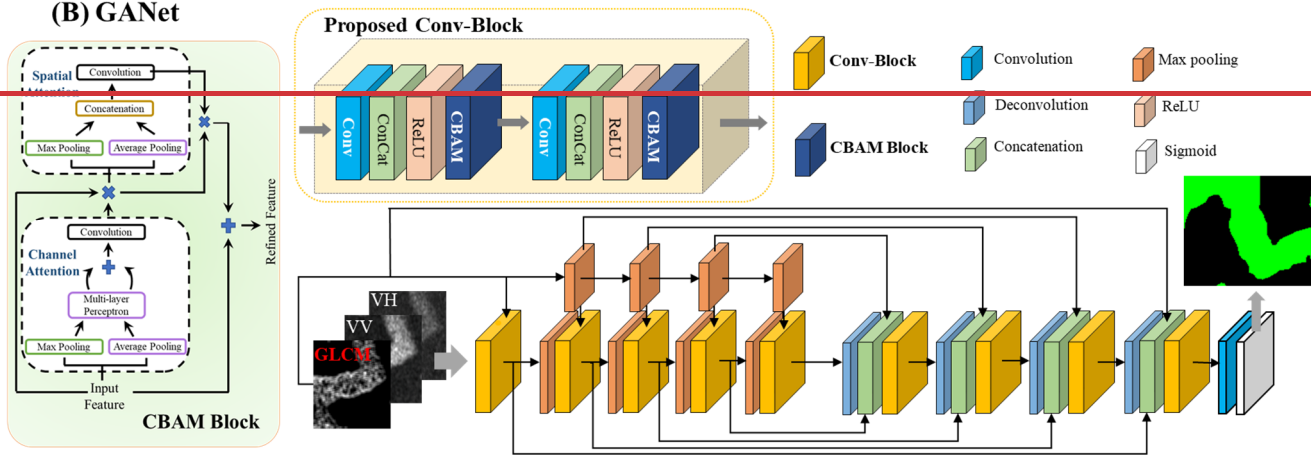 (B) GANet
Spatial
Attention
Convolution
Concatenation
Max Pooling
Average Pooling
Convolution
Channel
Attention
Multi-layer
Perceptron
Max Pooling
Average Pooling
Input
Feature
Refined Feature
CBAM Block
Proposed Conv-Block
Conv
ConCat
ReLU
CBAM
Conv
ConCat
ReLU
CBAM
Conv-Block
CBAM Block
Convolution
Deconvolution
Concatenation
Max pooling
ReLU
Sigmoid
VH
VV
GLCM